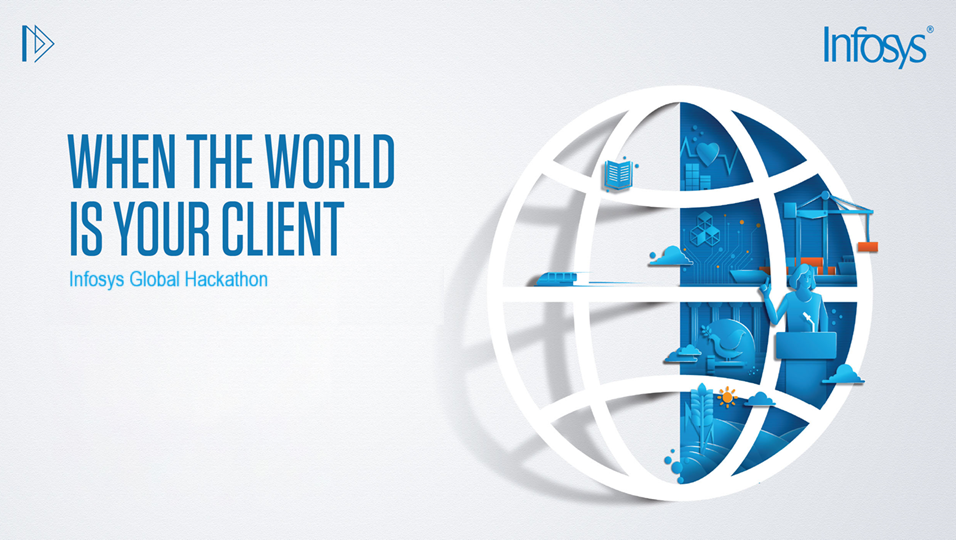 Infosys®
WHEN THE WORLD
IS YOUR CLIENT
Infosys Global Hackathon